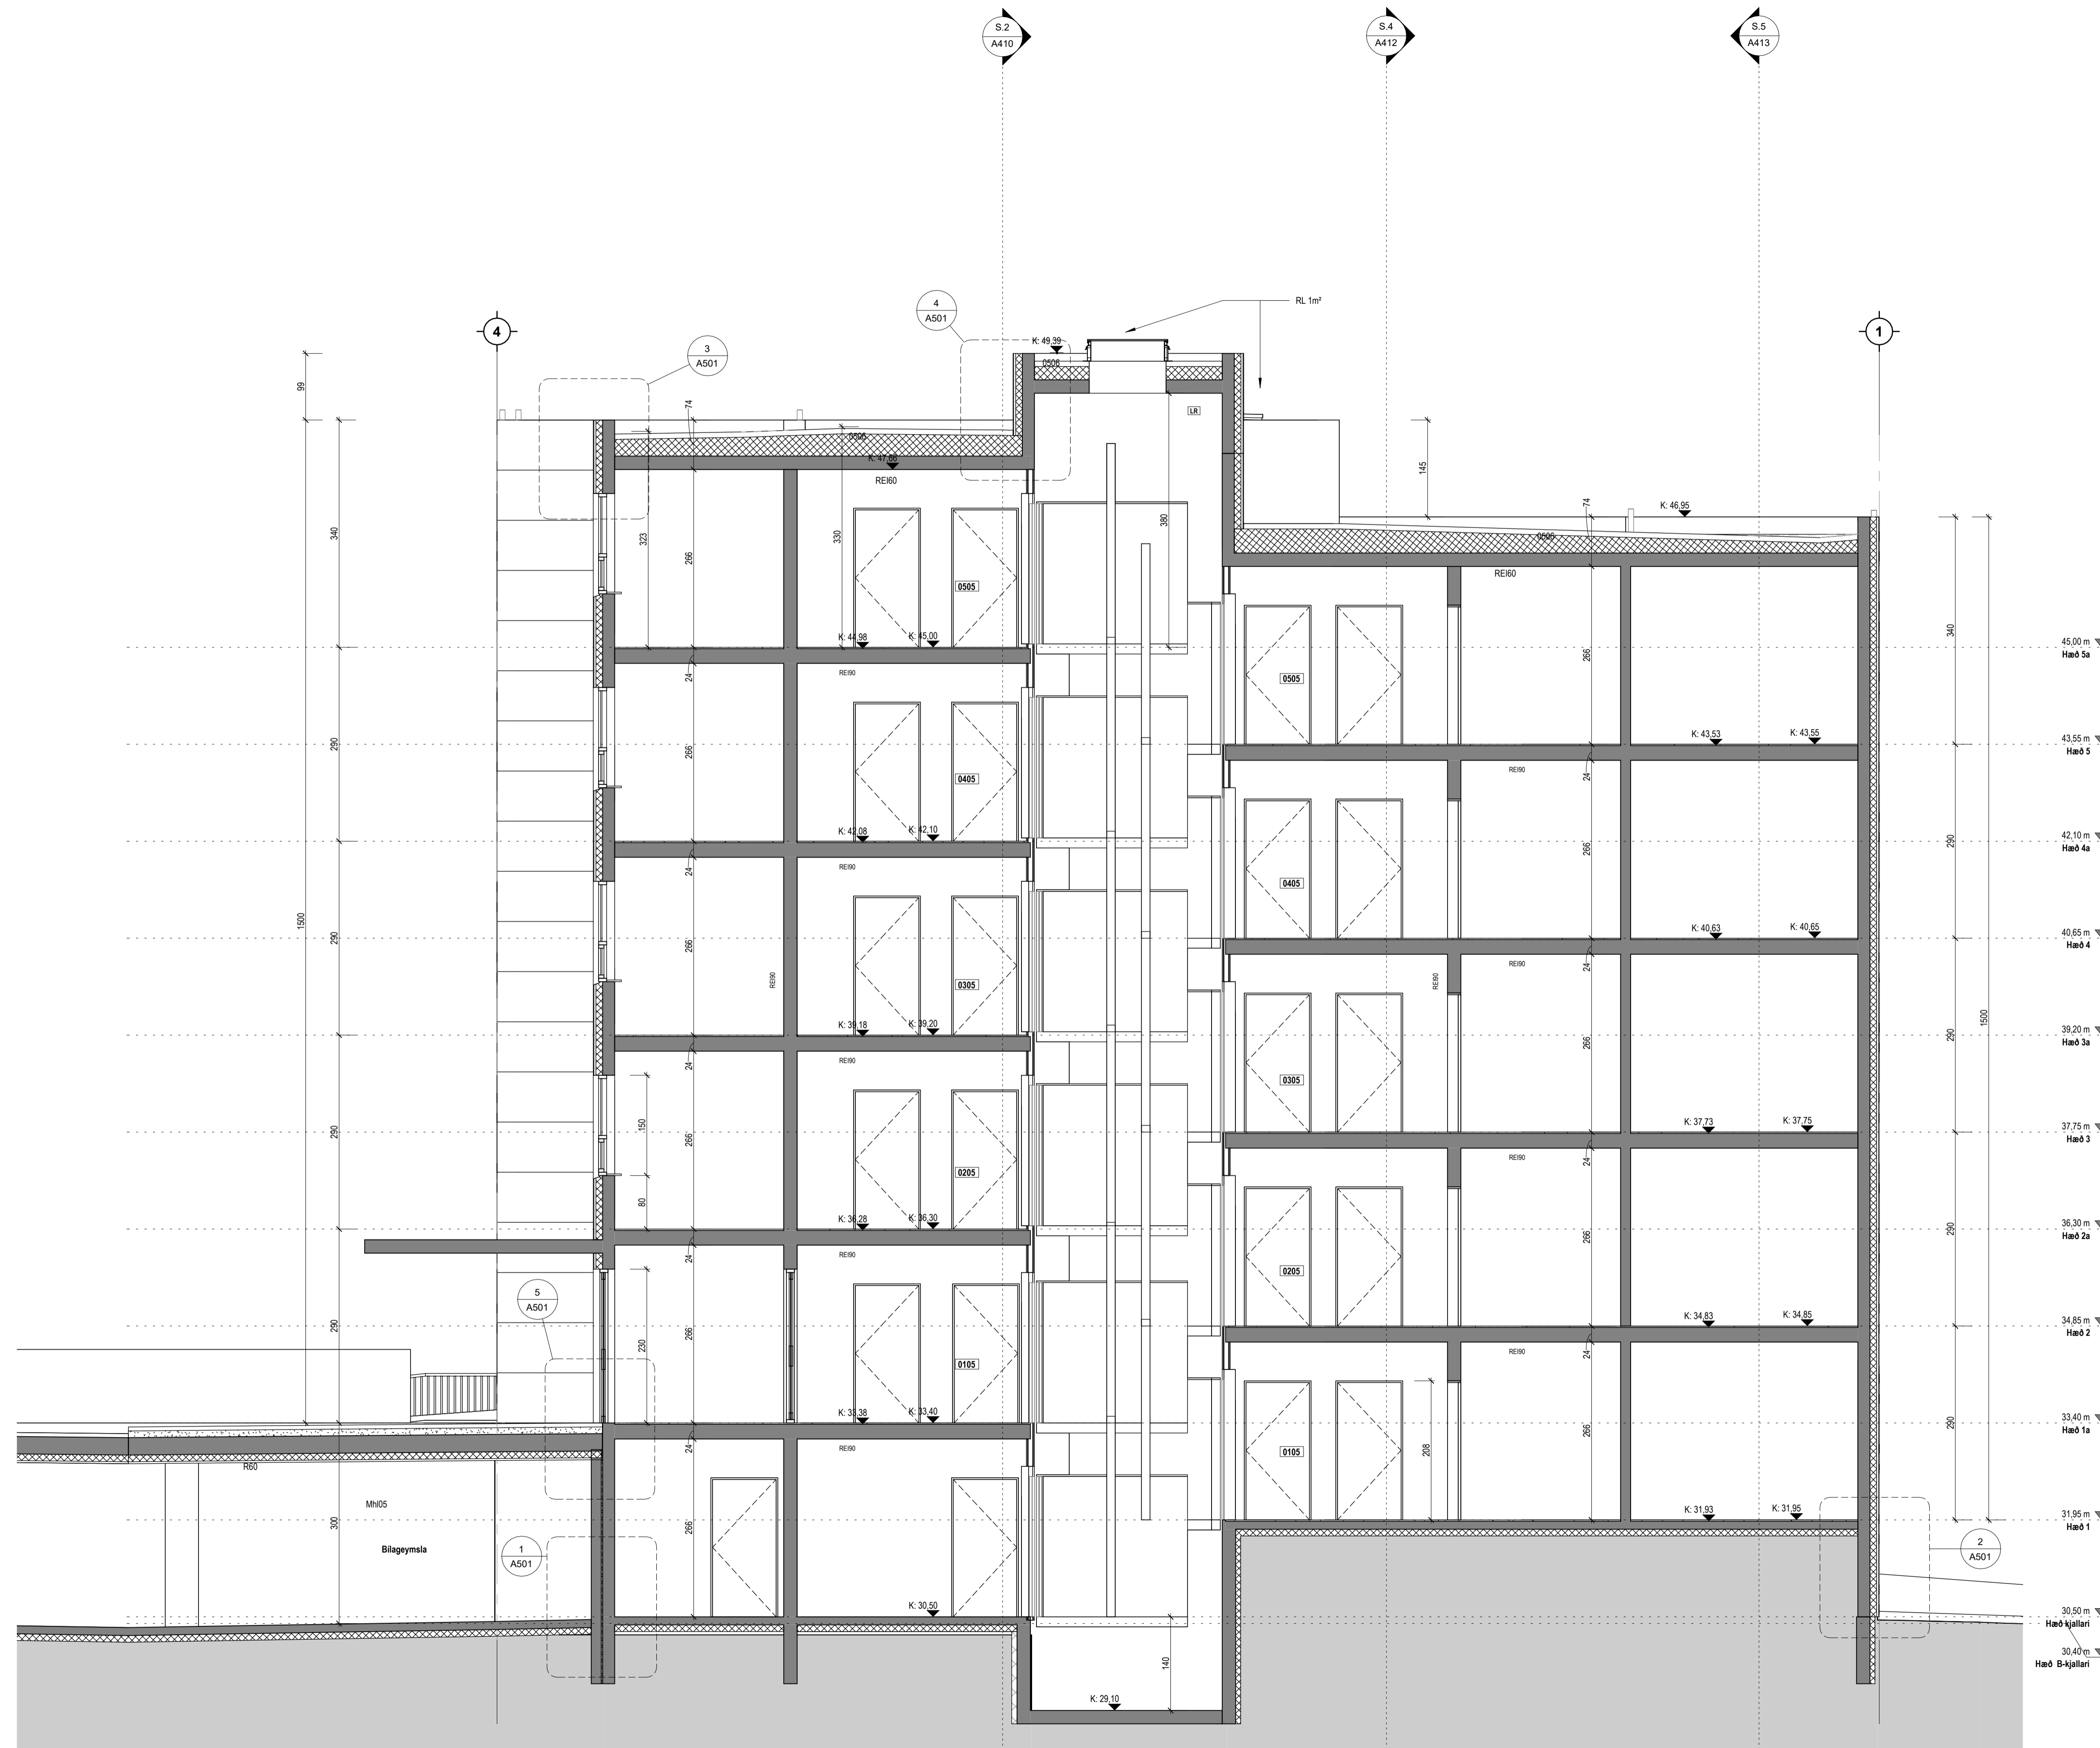 S.2
A410
S.4
A412
S.5
A413
RL 1m²
4
A501
3
A501
4
1
K: 49,39
0506
LR
99
74
0506
K: 47,66
REI60
340
323
266
330
380
145
K: 46,95
74
0506
REI60
0505
K: 44,98
K: 45,00
24
REI90
266
0505
340
45,00 m
Hæð 5a
290
266
0405
K: 43,53
K: 43,55
24
REI90
43,55 m
Hæð 5
K: 42,08
K: 42,10
24
REI90
266
0405
290
42,10 m
Hæð 4a
1500
290
266
REI90
0305
K: 40,63
K: 40,65
24
REI90
REI90
40,65 m
Hæð 4
K: 39,18
K: 39,20
24
REI90
266
0305
290
1500
39,20 m
Hæð 3a
290
150
80
266
0205
K: 37,73
K: 37,75
24
REI90
37,75 m
Hæð 3
K: 36,28
K: 36,30
24
REI90
266
0205
290
36,30 m
Hæð 2a
5
A501
290
230
266
0105
K: 34,83
K: 34,85
24
REI90
34,85 m
Hæð 2
K: 33,38
K: 33,40
24
REI90
208
0105
266
290
33,40 m
Hæð 1a
R60
Mhl05
Bílageymsla
300
1
A501
266
K: 31,93
K: 31,95
31,95 m
Hæð 1
2
A501
K: 30,50
30,50 m
Hæð kjallari
140
30,40 m
Hæð B-kjallari
K: 29,10